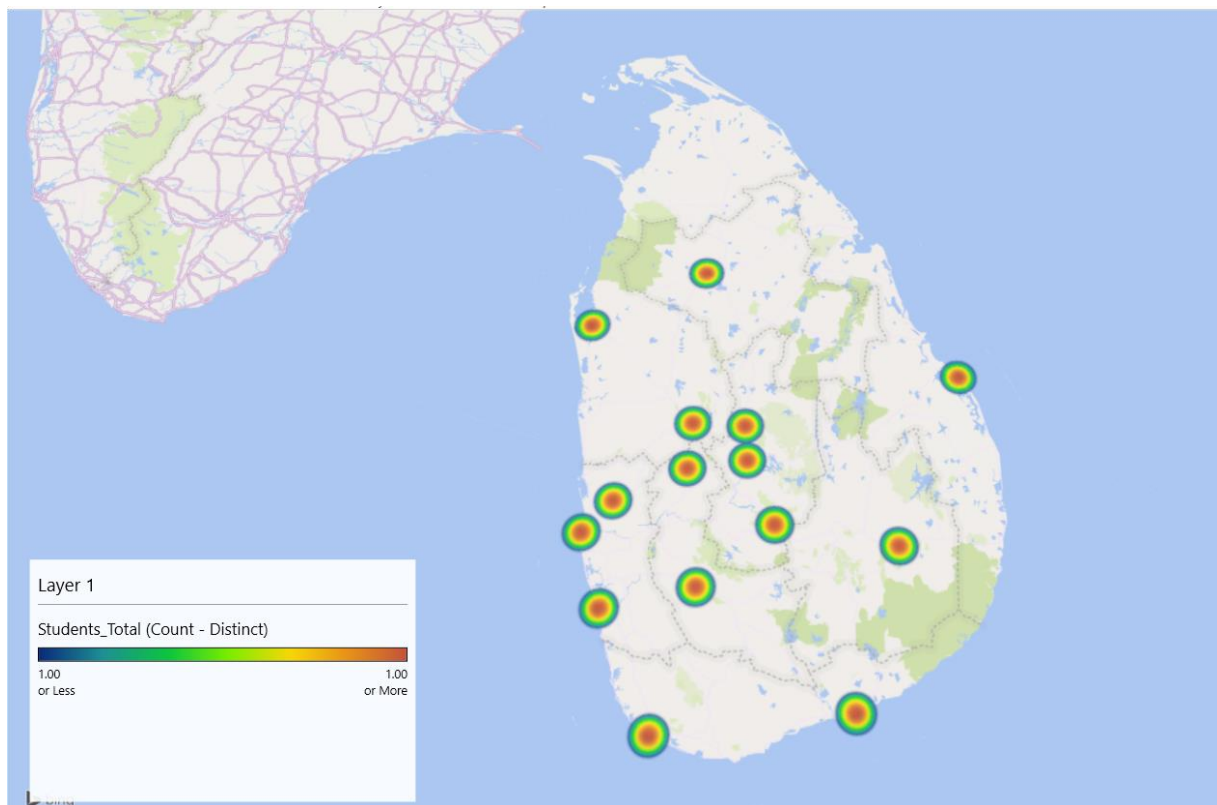 Layer 1
Students_Total (Count - Distinct)
1.00 1.00
or Less or More